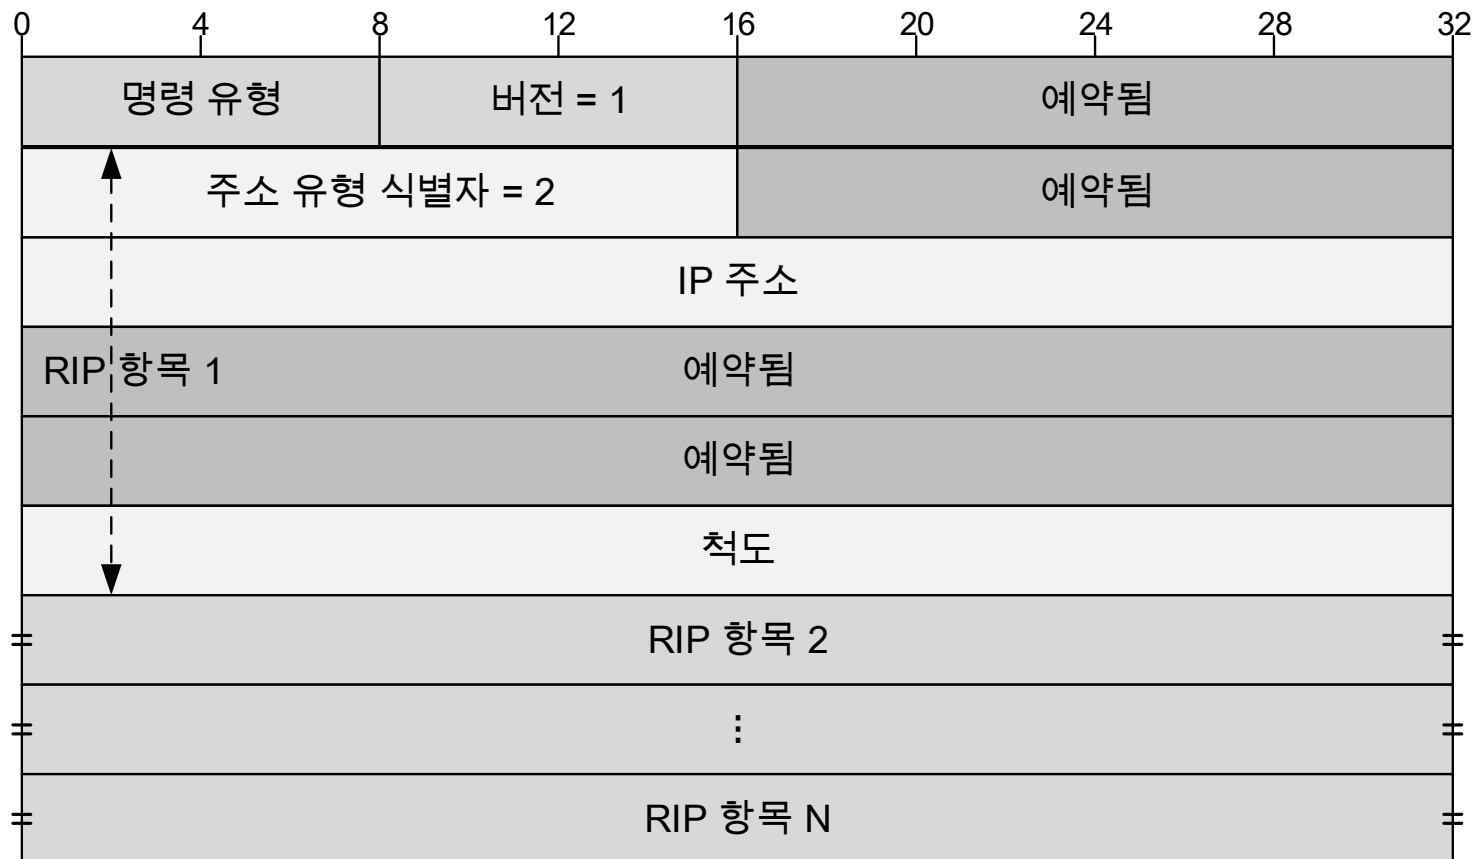 0 4 8 12 16 20 24 28 32
명령 유형 버전 = 1 예약됨
주소 유형 식별자 = 2 예약됨
IP 주소
RIP 항목 1 예약됨
예약됨
척도
RIP 항목 2
⋮
RIP 항목 N